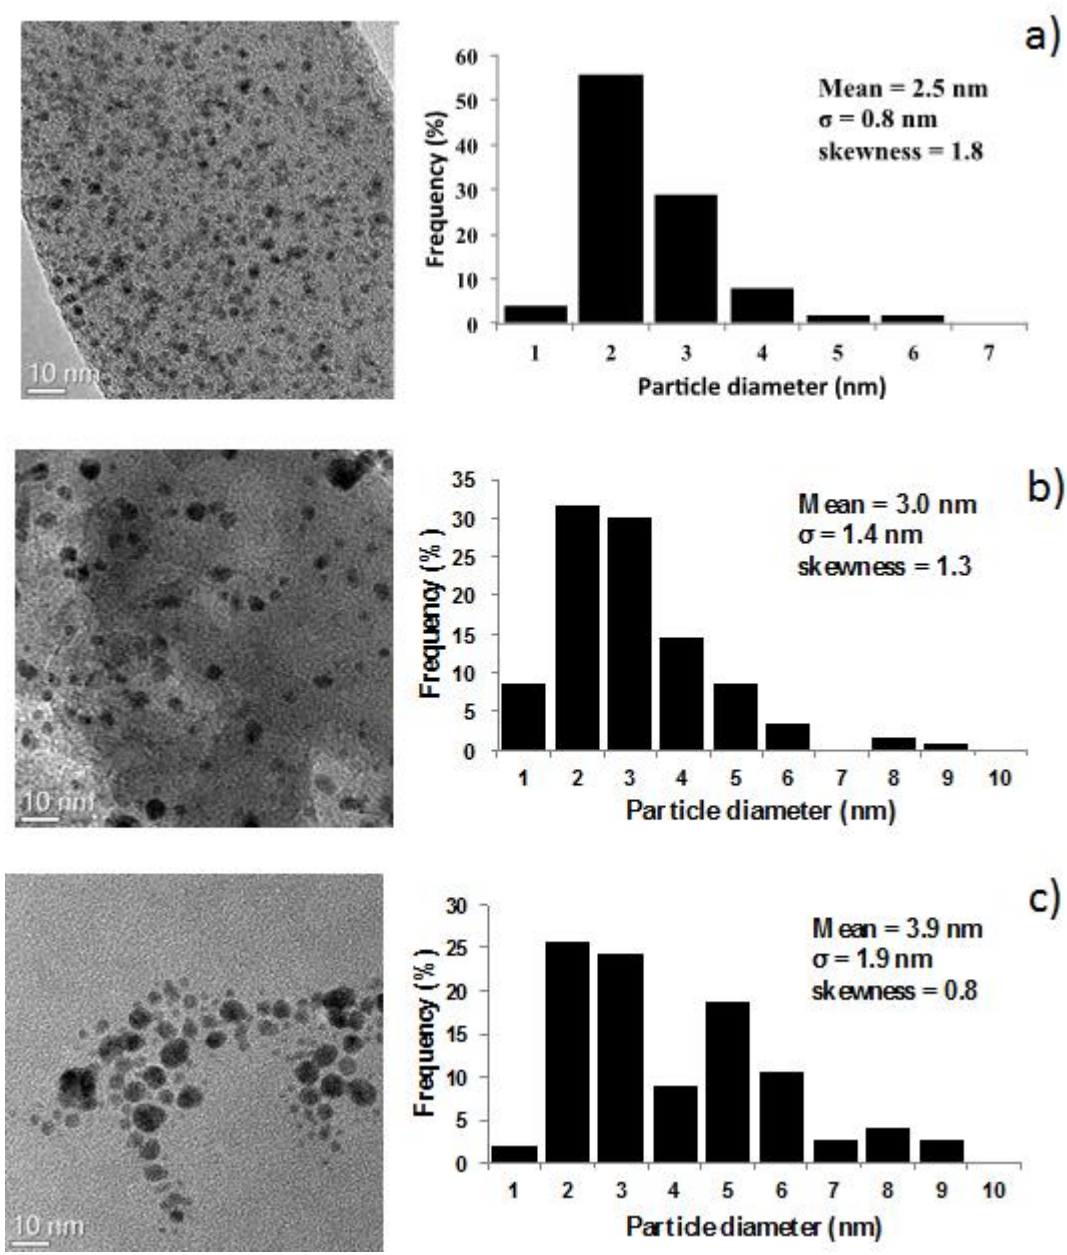 a)
60
50
40
30
20
10
0
Frequency (%)
Mean = 2.5 nm
σ = 0.8 nm
skewness = 1.8
1 2 3 4 5 6 7
Particle diameter (nm)
10 nm
b)
35
30
25
20
15
10
5
0
Frequency (%)
Mean = 3.0 nm
σ = 1.4 nm
skewness = 1.3
1 2 3 4 5 6 7 8 9 10
Particle diameter (nm)
10 nm
c)
30
25
20
15
10
5
0
Frequency (%)
Mean = 3.9 nm
σ = 1.9 nm
skewness = 0.8
1 2 3 4 5 6 7 8 9 10
Particle diameter (nm)
10 nm